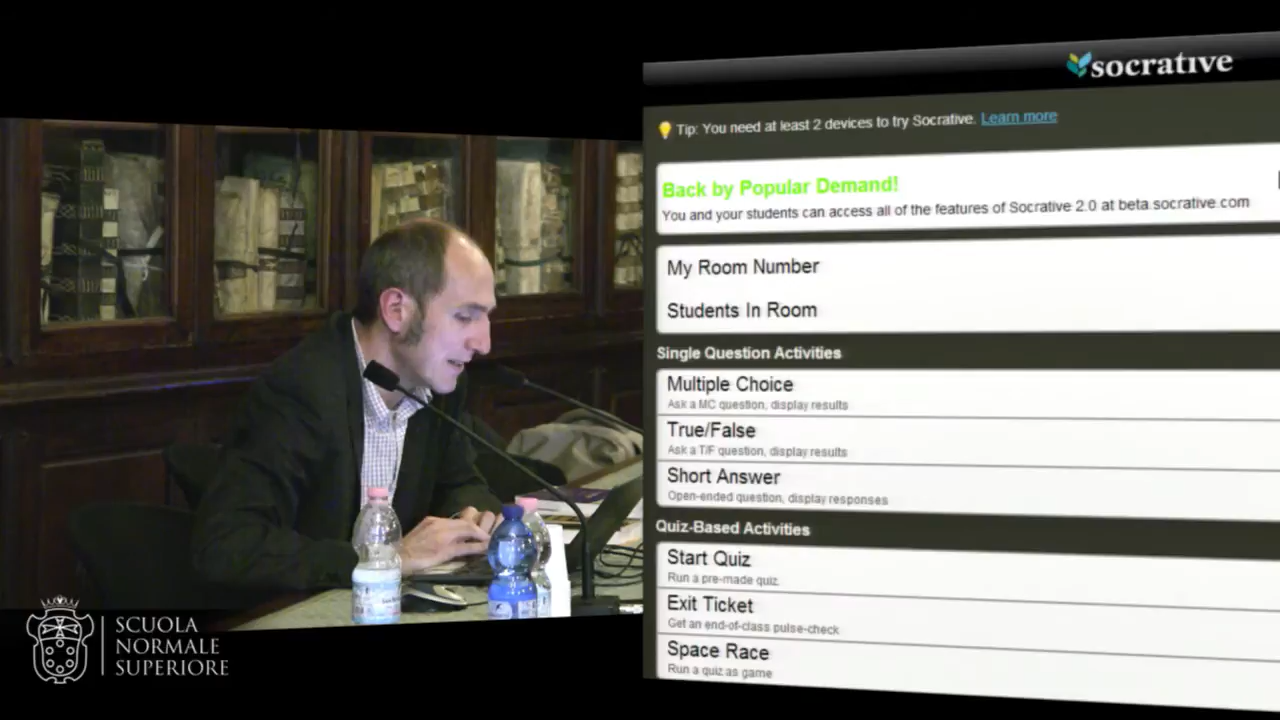 socrative
Tip: You need at least 2 devices to try Socrative. Learn more
Back by Popular Demand!
You and your students can access all of the features of Socrative 2.0 at beta.socrative.com
My Room Number
Students In Room
Single Question Activities
Multiple Choice
Ask a MC question, display results
True/False
Ask a T/F question, display results
Short Answer
Open-ended question, display responses
Quiz-Based Activities
Start Quiz
Run a pre-made quiz
Exit Ticket
Get an end-of-class pulse-check
Space Race
Run a quiz as game
SCUOLA
NORMALE
SUPERIORE